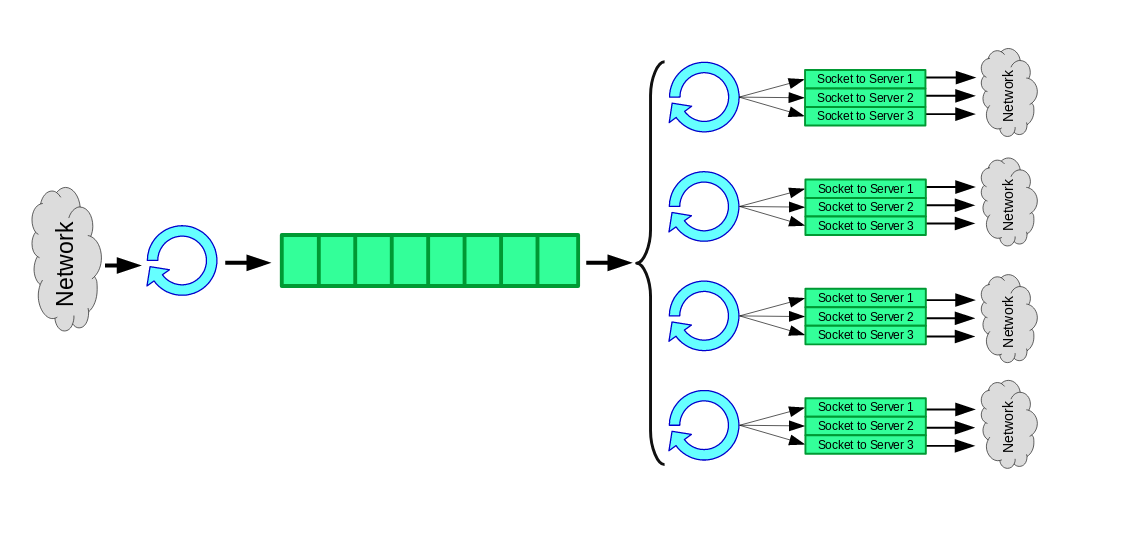 Network
Socket to Server 1
Socket to Server 2
Socket to Server 3
Network
Socket to Server 1
Socket to Server 2
Socket to Server 3
Network
Socket to Server 1
Socket to Server 2
Socket to Server 3
Network
Socket to Server 1
Socket to Server 2
Socket to Server 3
Network